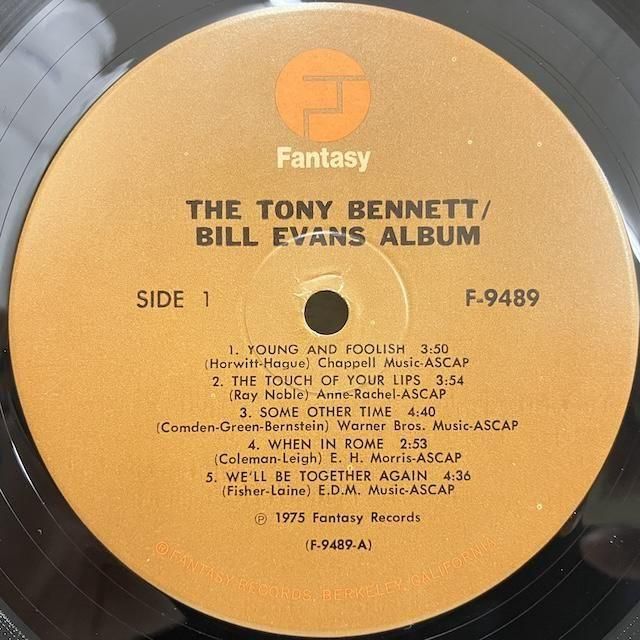 Fantasy
THE TONY BENNETT/
BILL EVANS ALBUM
SIDE 1 F-9489
1. YOUNG AND FOOLISH 3:50
(Horwitt-Hague) Chappell Music-ASCAP
2. THE TOUCH OF YOUR LIPS 3:54
(Ray Noble) Anne-Rachel-ASCAP
3. SOME OTHER TIME 4:40
(Comden-Green-Bernstein) Warner Bros. Music-ASCAP
4. WHEN IN ROME 2:53
(Coleman-Leigh) E. H. Morris-ASCAP
5. WE'LL BE TOGETHER AGAIN 4:36
(Fisher-Laine) E.D.M. Music-ASCAP
℗ 1975 Fantasy Records
(F-9489-A)
® FANTASY RECORDS, BERKELEY, CALIFORNIA